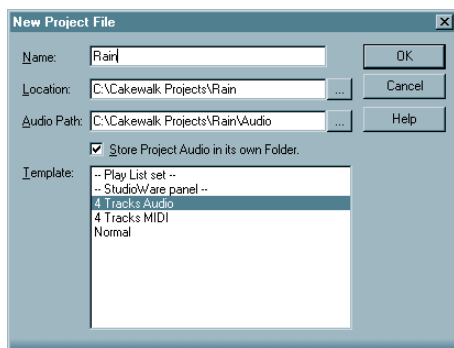 New Project File
Name: Rain OK
Location: C:\Cakewalk Projects\Rain ... Cancel
Audio Path: C:\Cakewalk Projects\Rain\Audio ... Help
Store Project Audio in its own Folder.
Template: -- Play List set --
-- StudioWare panel --
4 Tracks Audio
4 Tracks MIDI
Normal